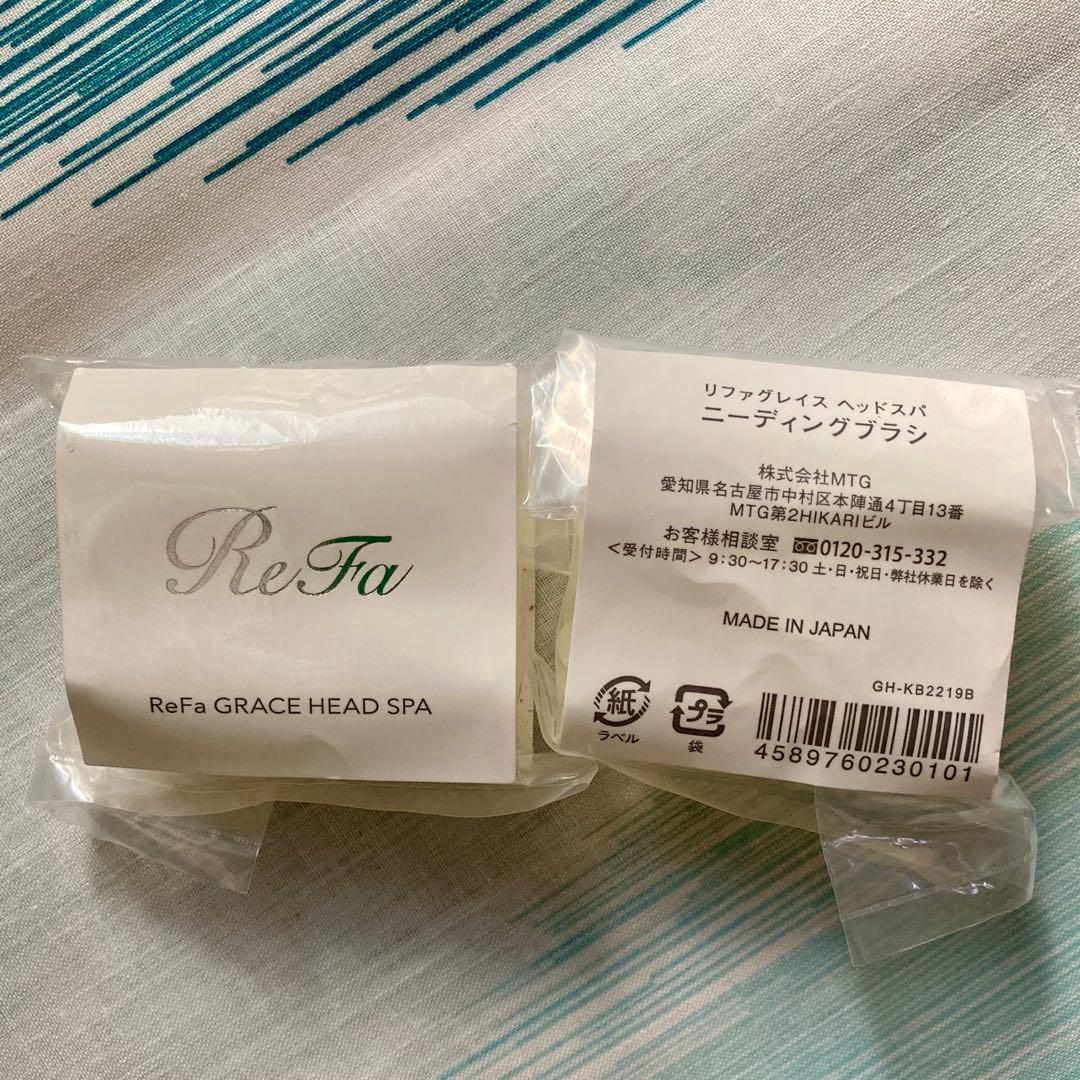 ReFa
ReFa GRACE HEAD SPA
リファグレイス ヘッドスパ
ニーディングブラシ
株式会社MTG
愛知県名古屋市中村区本陣通4丁目13番
MTG第2HIKARIビル
お客様相談室 0120-315-332
＜受付時間＞ 9:30〜17:30 土・日・祝日・弊社休業日を除く
MADE IN JAPAN
GH-KB2219B
紙
ラベル
プラ
袋
4589760230101